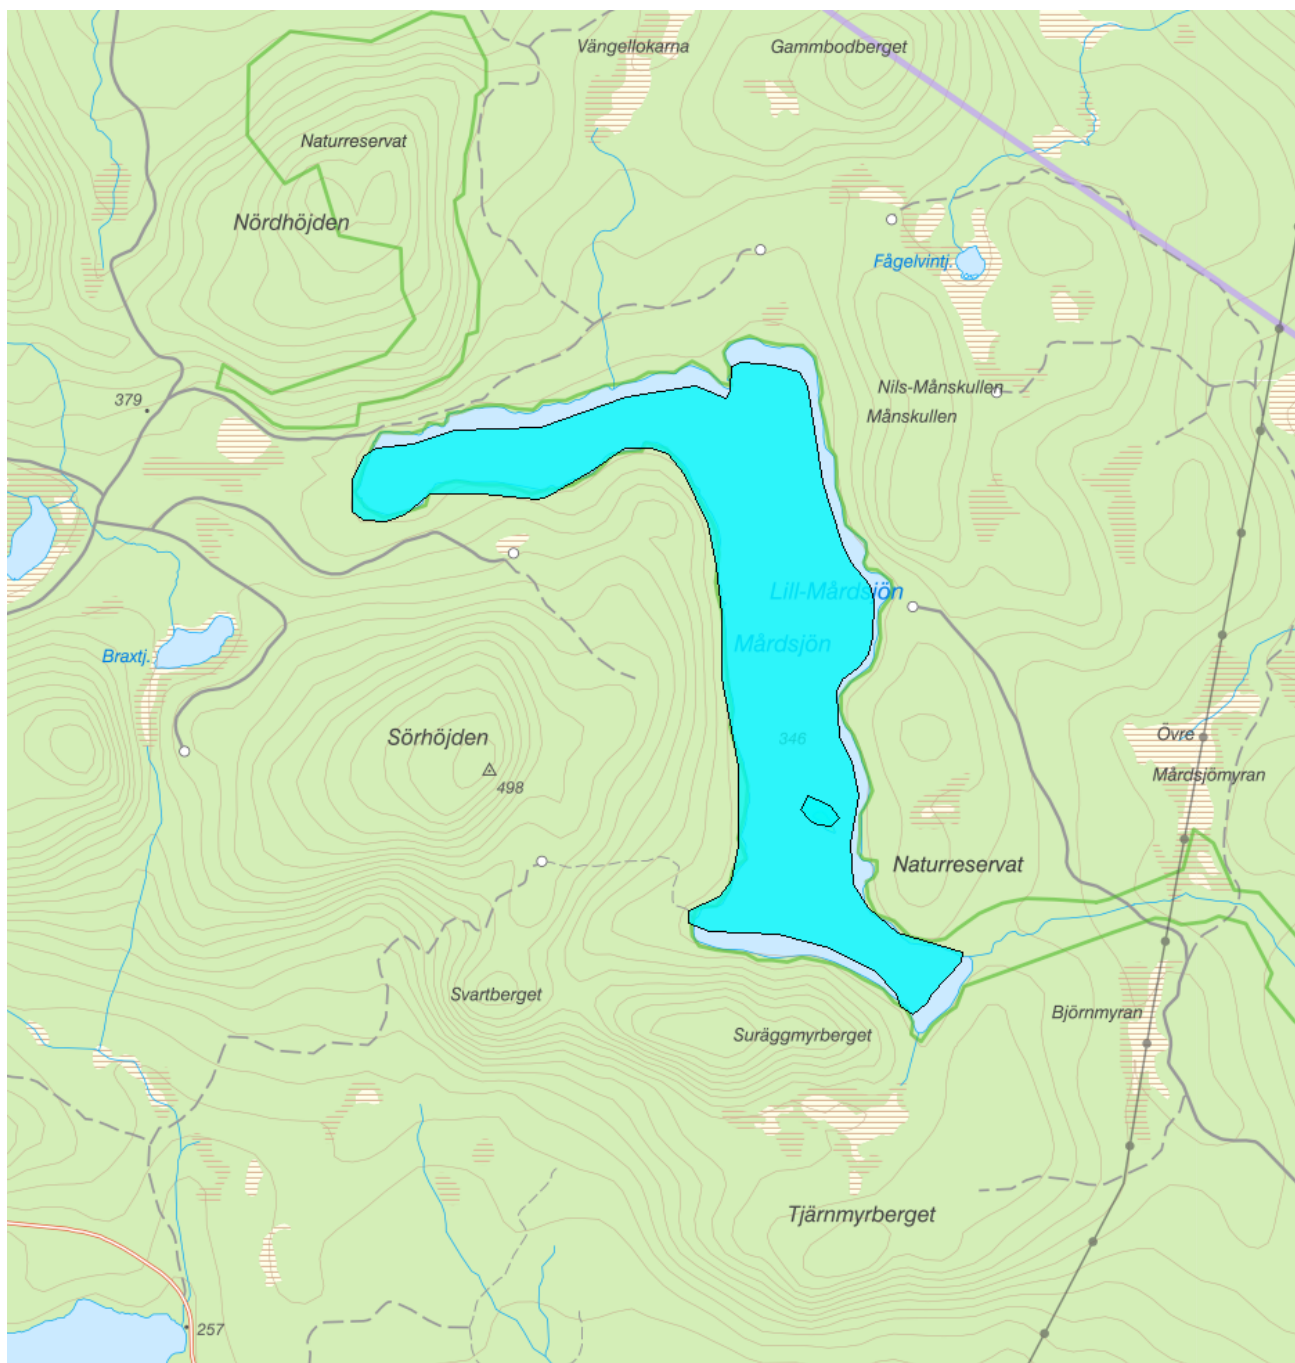 Vängellokarna
Gammbodberget
Naturreservat
Nördhöjden
Fågelvintj.
379
Nils-Månskullen
Månskullen
Lill-Mårdsjön
Mårdsjön
Braxtj.
Sörhöjden
346
Övre
Mårdsjömyran
498
Naturreservat
Svartberget
Björnmyran
Suräggmyrberget
Tjärnmyrberget
257